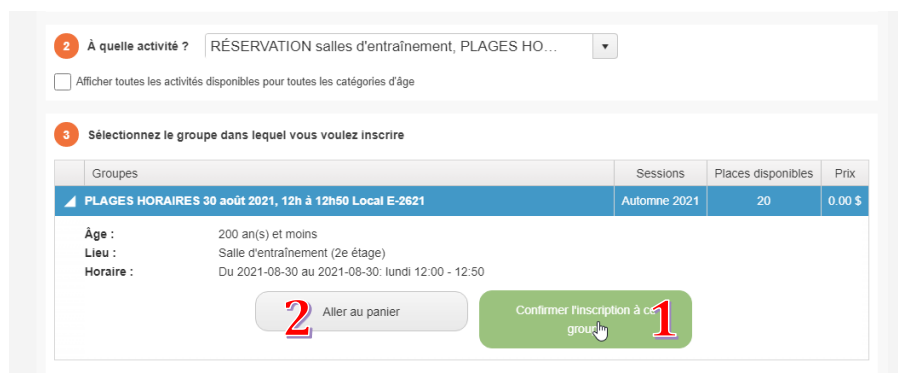 2 À quelle activité ? RÉSERVATION salles d'entraînement, PLAGES HO...
Afficher toutes les activités disponibles pour toutes les catégories d'âge
3 Sélectionnez le groupe dans lequel vous voulez inscrire
Groupes Sessions Places disponibles Prix
PLAGES HORAIRES 30 août 2021, 12h à 12h50 Local E-2621 Automne 2021 20 0.00 $
Âge : 200 an(s) et moins
Lieu : Salle d'entraînement (2e étage)
Horaire : Du 2021-08-30 au 2021-08-30: lundi 12:00 - 12:50
2 Aller au panier
Confirmer l'inscription à ce 1
groupe